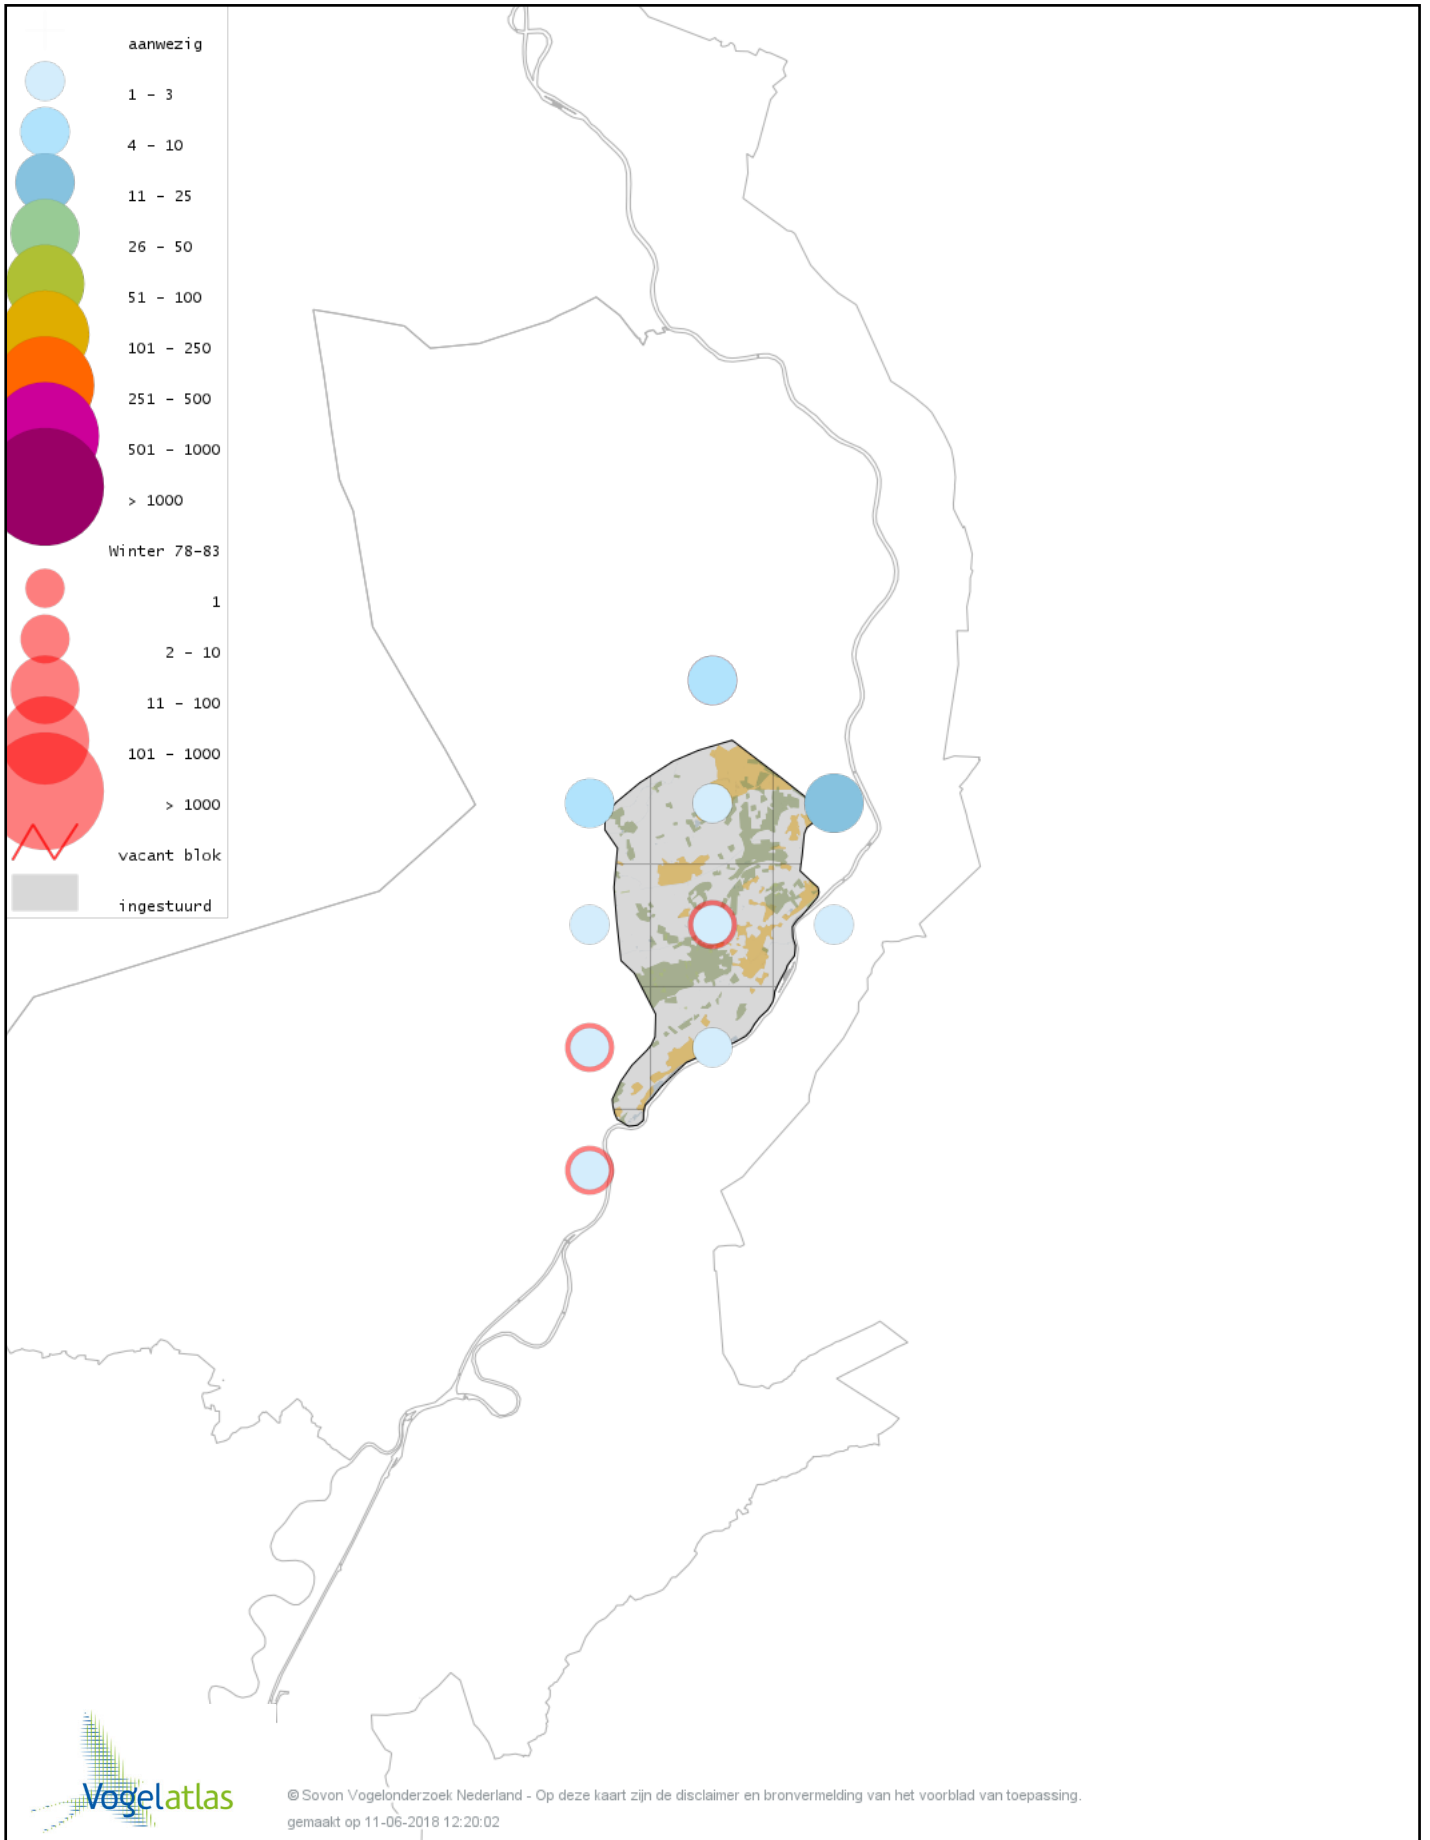 aanwezig
1 - 3
4 - 10
11 - 25
26 - 50
51 - 100
101 - 250
251 - 500
501 - 1000
> 1000
Winter 78-83
1
2 - 10
11 - 100
101 - 1000
> 1000
vacant blok
ingestuurd
Vogelatlas
© Sovon Vogelonderzoek Nederland - Op deze kaart zijn de disclaimer en bronvermelding van het voorblad van toepassing.
gemaakt op 11-06-2018 12:20:02